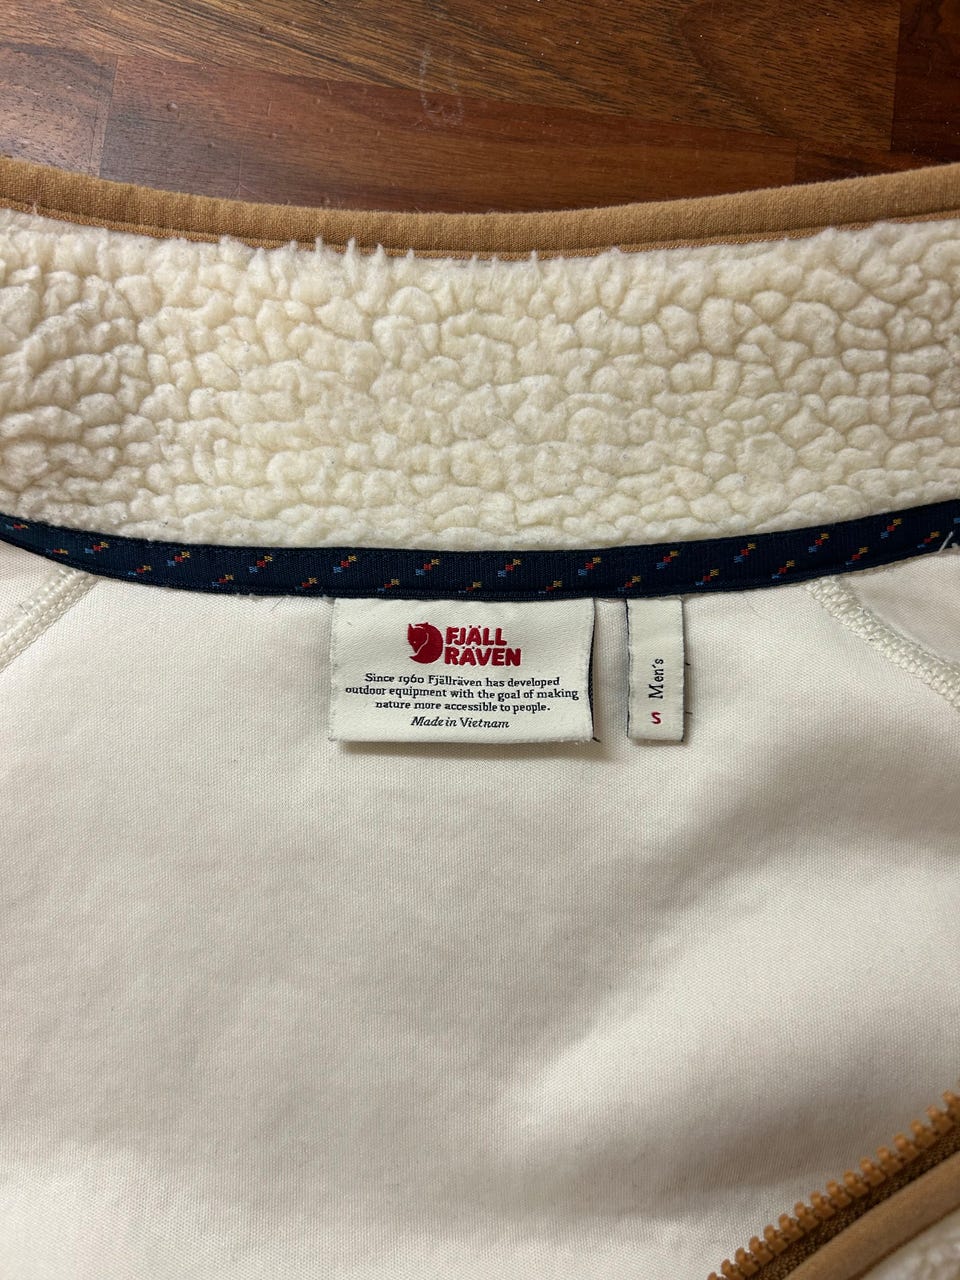 FJÄLL
RÄVEN
Since 1960 Fjällräven has developed
outdoor equipment with the goal of making
nature more accessible to people.
Made in Vietnam
Men's
S